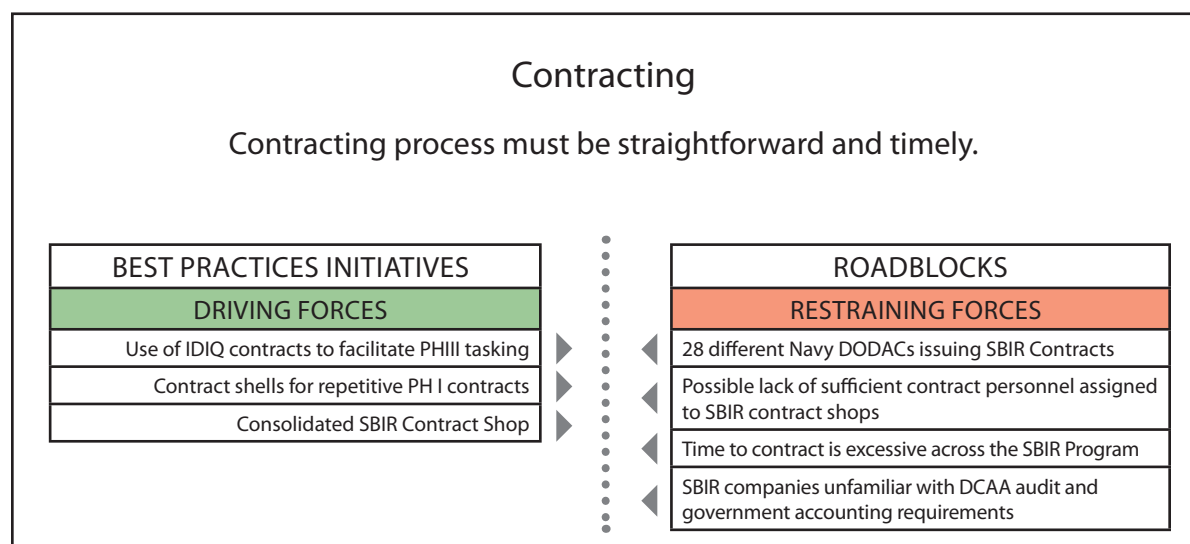 Contracting
Contracting process must be straightforward and timely.
BEST PRACTICES INITIATIVES
DRIVING FORCES
Use of IDIQ contracts to facilitate PHIII tasking
Contract shells for repetitive PH I contracts
Consolidated SBIR Contract Shop
ROADBLOCKS
RESTRAINING FORCES
28 different Navy DODACs issuing SBIR Contracts
Possible lack of sufficient contract personnel assigned
to SBIR contract shops
Time to contract is excessive across the SBIR Program
SBIR companies unfamiliar with DCAA audit and
government accounting requirements